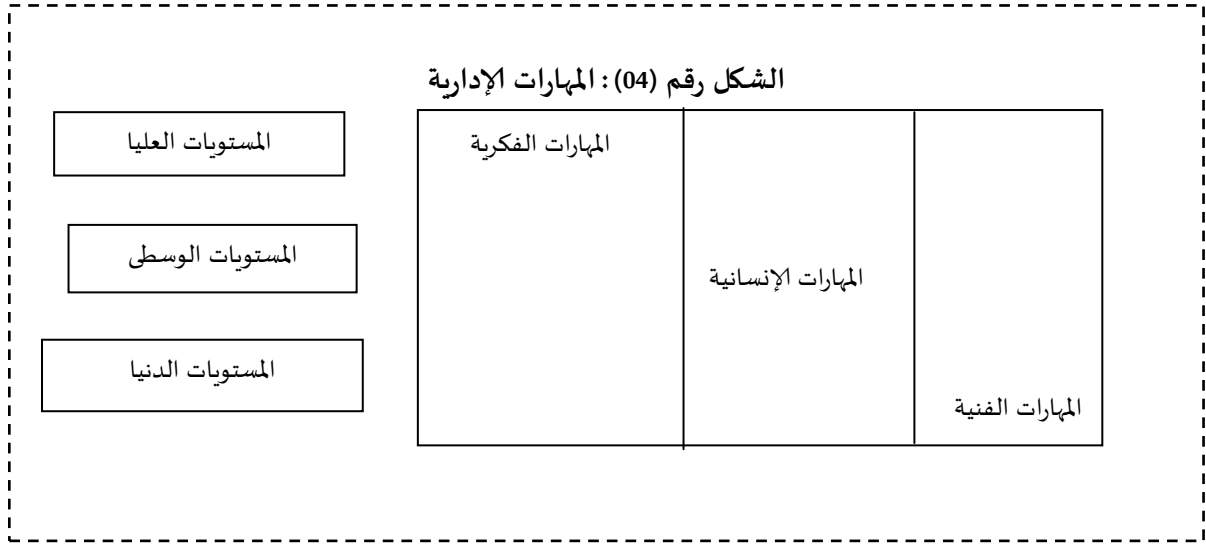 الشكل رقم (04): المهارات الإدارية
المهارات الفكرية
المستويات العليا
المهارات الإنسانية
المستويات الوسطى
المستويات الدنيا
المهارات الفنية